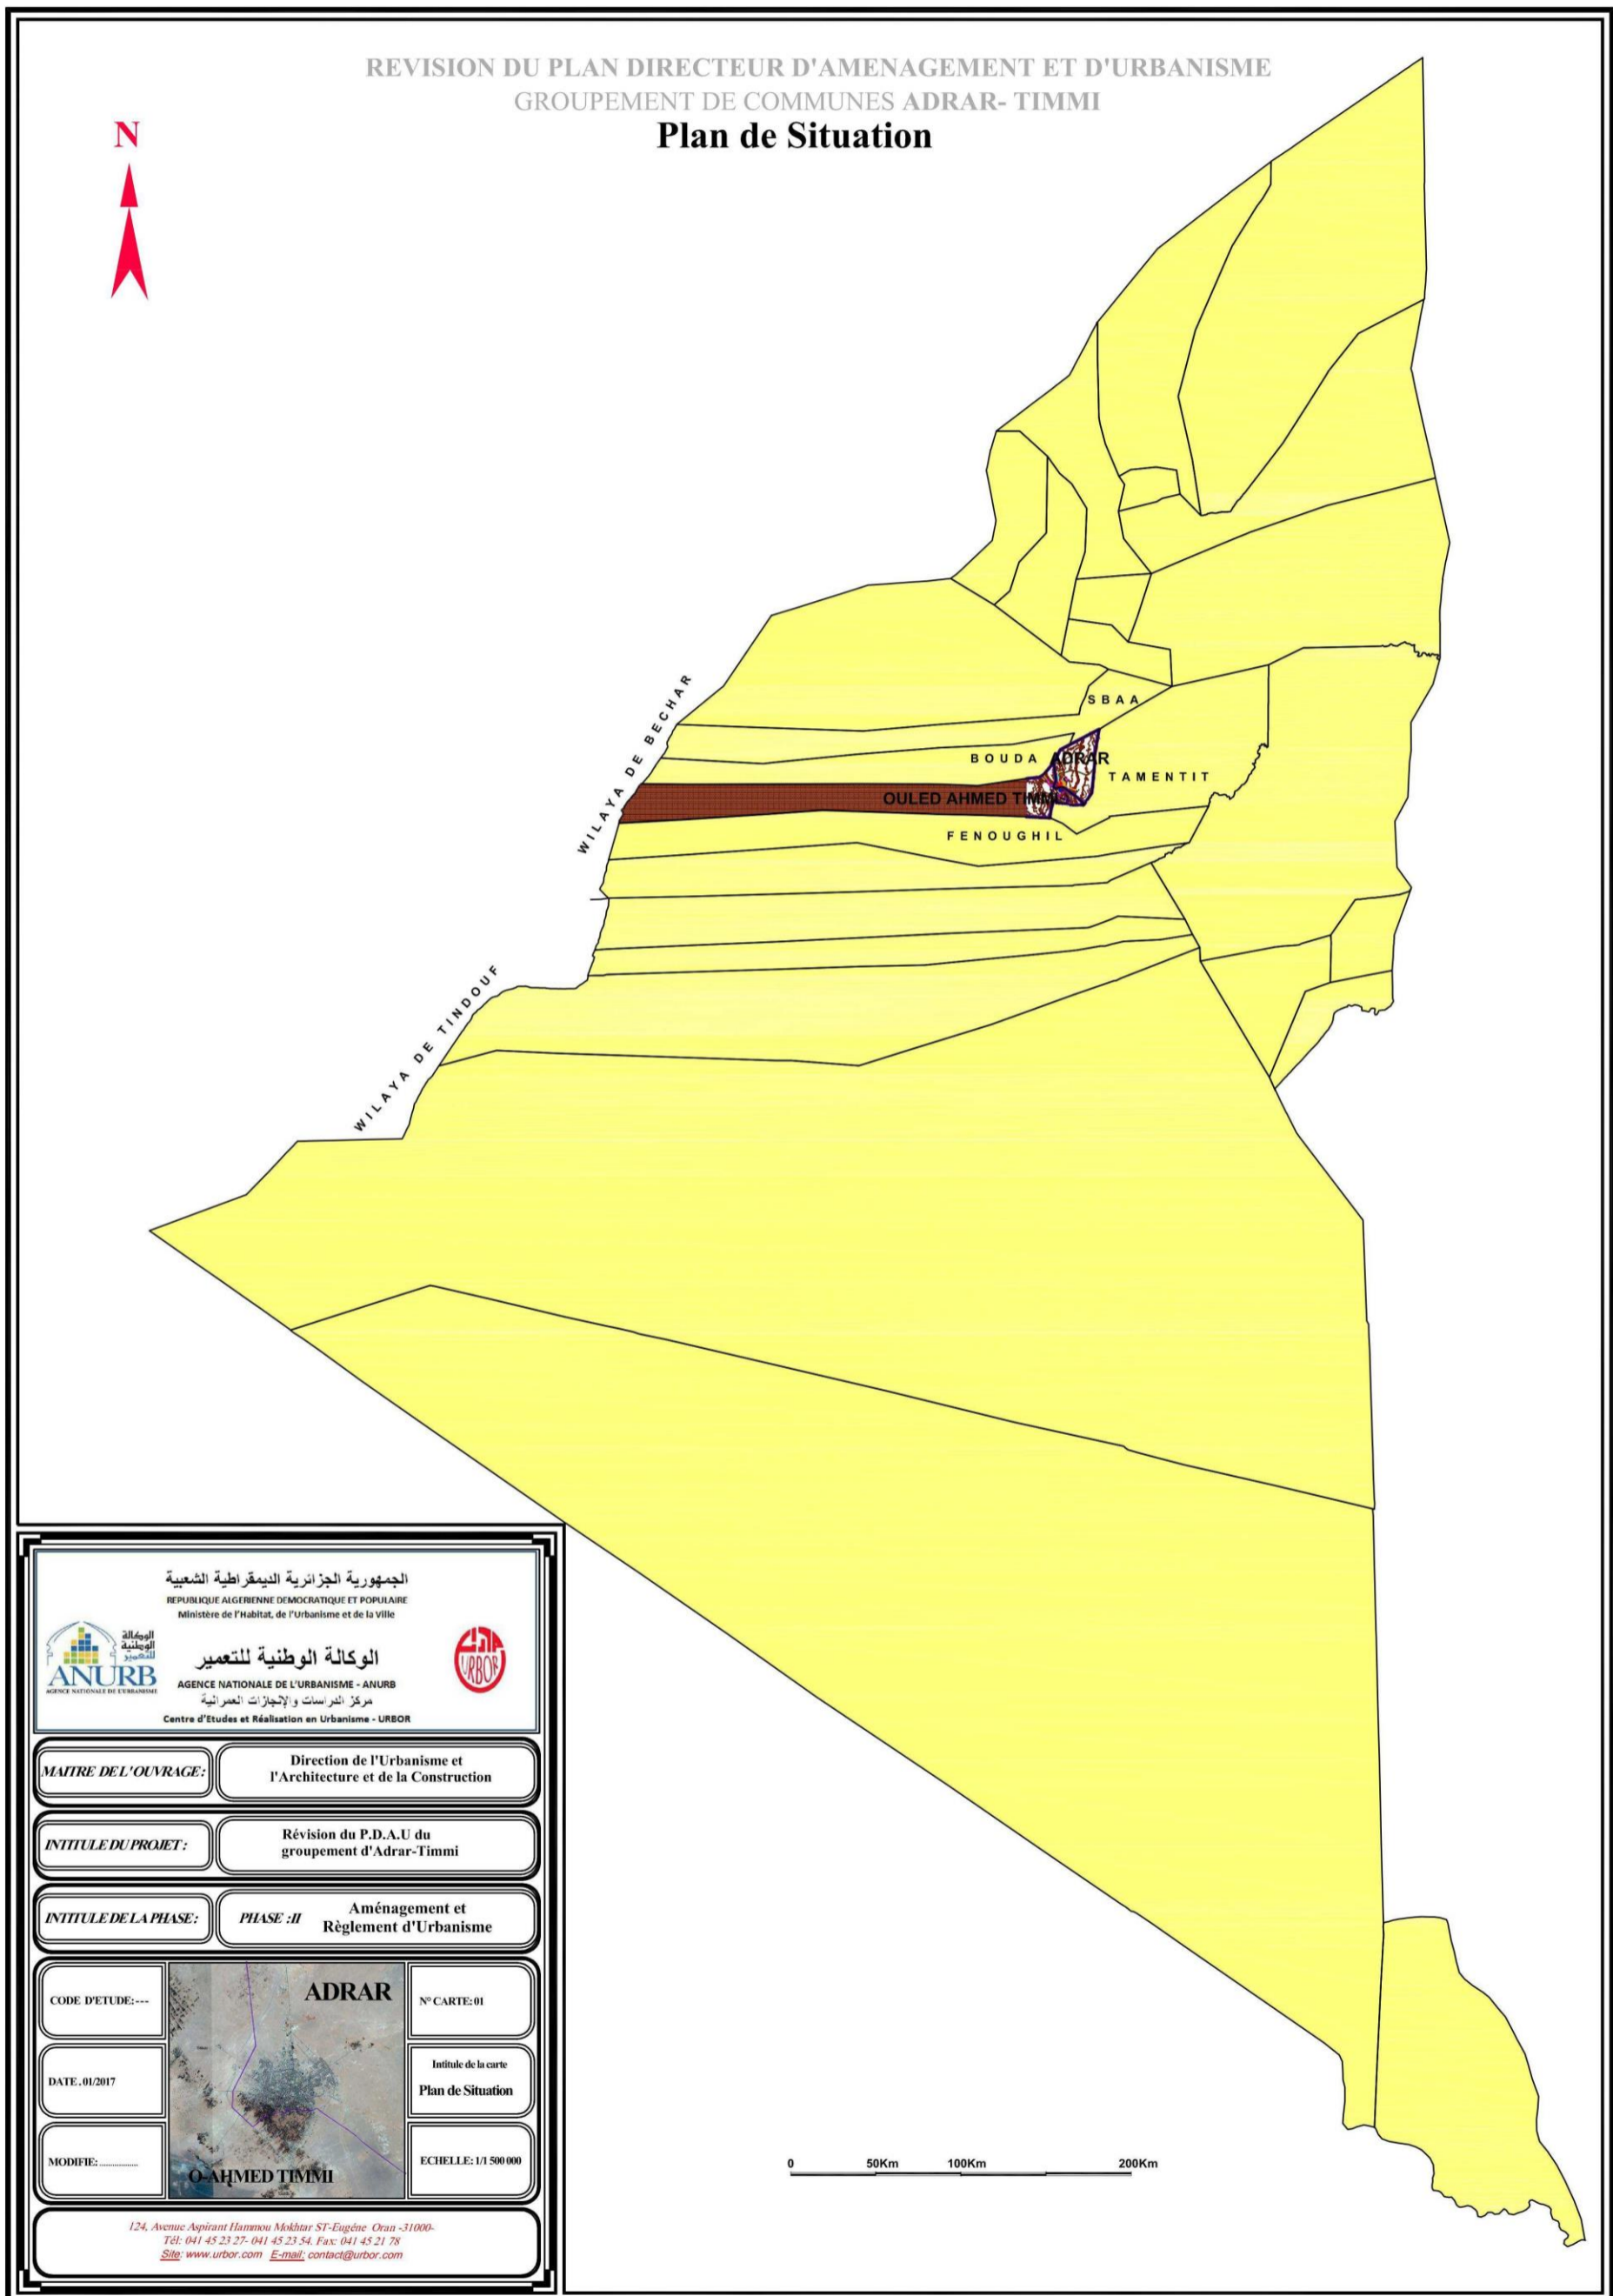 REVISION DU PLAN DIRECTEUR D'AMENAGEMENT ET D'URBANISME
GROUPEMENT DE COMMUNES ADRAR- TIMMI
Plan de Situation
N
SBAA
WILAYA DE BECHAR
BOUDA
ADRAR
TAMENTIT
OULED AHMED TIMMI
FENOUGHIL
WILAYA DE TINDOUF
الجمهورية الجزائرية الديمقراطية الشعبية
REPUBLIQUE ALGERIENNE DEMOCRATIQUE ET POPULAIRE
Ministère de l'Habitat, de l'Urbanisme et de la Ville
الوكالة
الوطنية
للتعمير
ANURB
AGENCE NATIONALE DE L'URBANISME
الوكالة الوطنية للتعمير
AGENCE NATIONALE DE L'URBANISME - ANURB
مركز الدراسات والإنجازات العمرانية
Centre d'Etudes et Réalisation en Urbanisme - URBOR
URBOR
MAITRE DE L'OUVRAGE:
Direction de l'Urbanisme et
l'Architecture et de la Construction
INTITULE DU PROJET:
Révision du P.D.A.U du
groupement d'Adrar-Timmi
INTITULE DE LA PHASE:
PHASE :II
Aménagement et
Règlement d'Urbanisme
CODE D'ETUDE:---
ADRAR
N° CARTE: 01
DATE .01/2017
Intitule de la carte
Plan de Situation
MODIFIE: .................
O-AHMED TIMMI
ECHELLE: 1/1 500 000
124, Avenue Aspirant Hammou Mokhtar ST-Eugéne Oran -31000-
Tél: 041 45 23 27- 041 45 23 54. Fax: 041 45 21 78
Site: www.urbor.com E-mail: contact@urbor.com
0 50Km 100Km 200Km